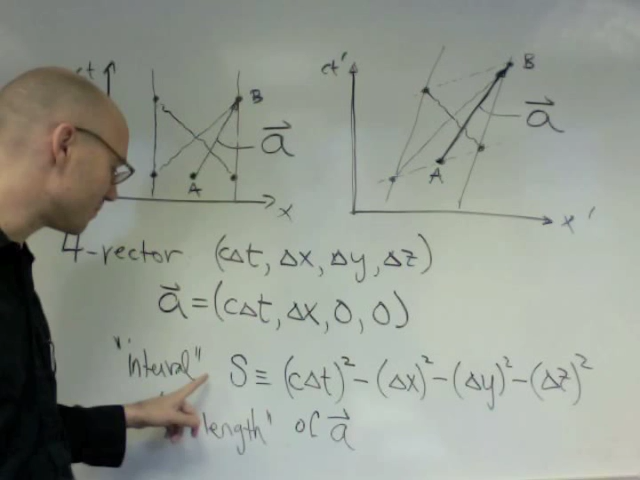 ct
B
a⃗
A
x
ct'
B
a⃗
A
x'
4-vector (cΔt, Δx, Δy, Δz)
a⃗ = (cΔt, Δx, 0, 0)
"interval" S ≡ (cΔt)² - (Δx)² - (Δy)² - (Δz)²
length" of a⃗